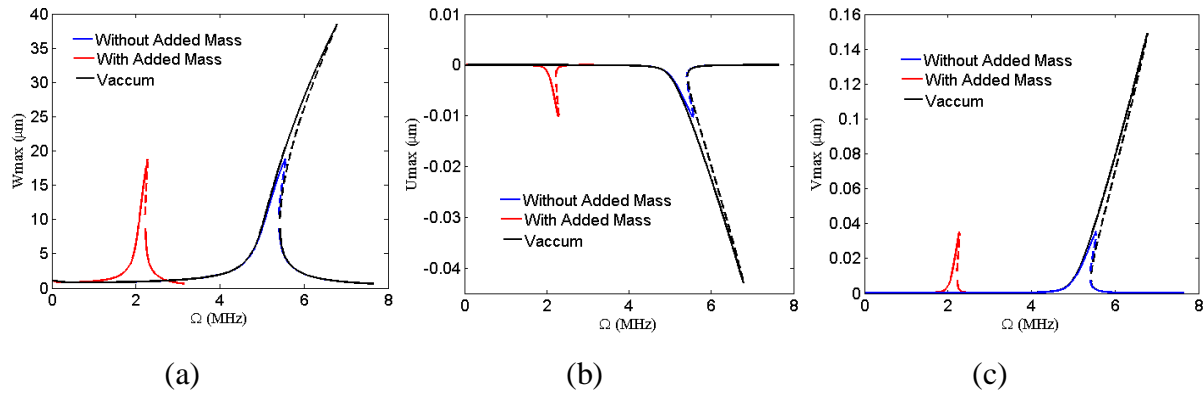 40
35
30
25
20
15
10
5
0
Wmax (μm)
Without Added Mass
With Added Mass
Vaccum
0 2 4 6 8
Ω (MHz)
(a)
0.01
0
-0.01
-0.02
-0.03
-0.04
Umax (μm)
Without Added Mass
With Added Mass
Vaccum
0 2 4 6 8
Ω (MHz)
(b)
0.16
0.14
0.12
0.1
0.08
0.06
0.04
0.02
0
Vmax (μm)
Without Added Mass
With Added Mass
Vaccum
0 2 4 6 8
Ω (MHz)
(c)